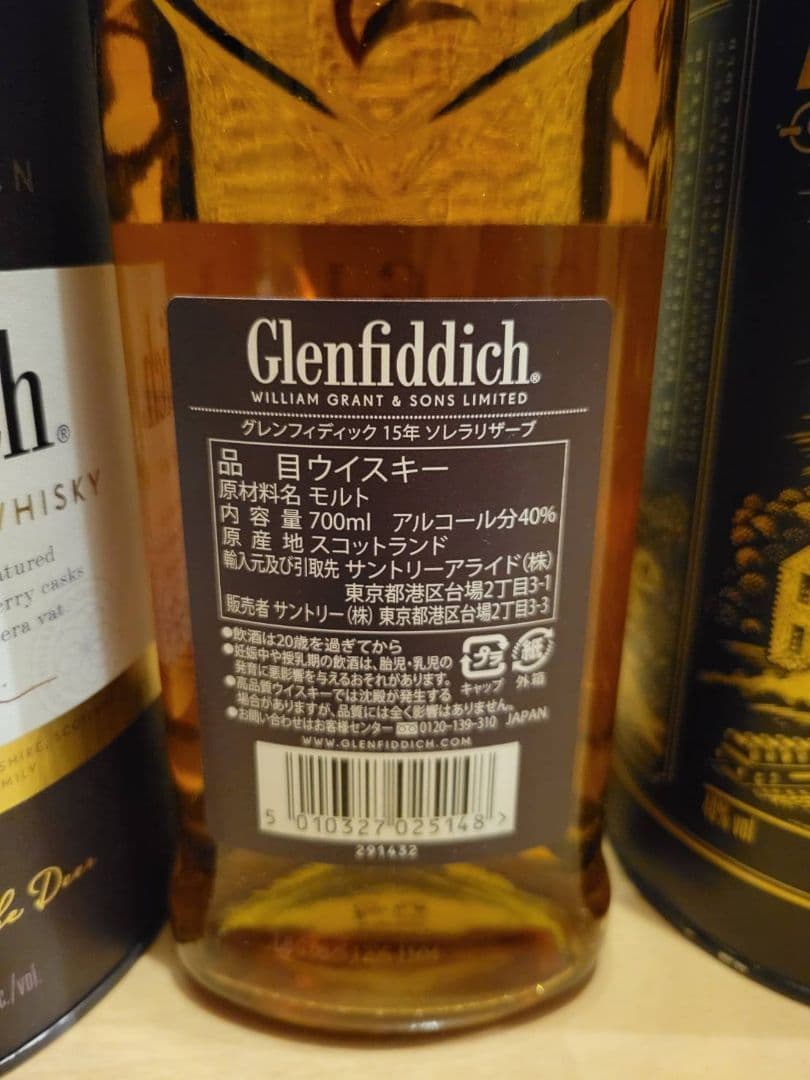 Glenfiddich®
WILLIAM GRANT & SONS LIMITED
グレンフィディック 15年 ソレラリザーブ
品 目 ウイスキー
原材料名 モルト
内容量 700ml アルコール分40%
原産地 スコットランド
輸入元及び引取先 サントリーアライド(株)
東京都港区台場2丁目3-1
販売者 サントリー(株) 東京都港区台場2丁目3-3
●飲酒は20歳を過ぎてから
●妊娠中や授乳期の飲酒は、胎児・乳児の
発育に悪影響を与えるおそれがあります。
●高品質ウイスキーでは沈殿が発生する
場合がありますが、品質には全く影響はありません。
●お問い合わせはお客様センター 0120-139-310 JAPAN
プラ
キャップ
紙
外箱
WWW.GLENFIDDICH.COM
5 010327 025148 >
291432
ch®
WHISKY
atured
erry casks
era vat
SHIRE, SCOTLAND
MILY
he Deer
c./vol.
40% vol